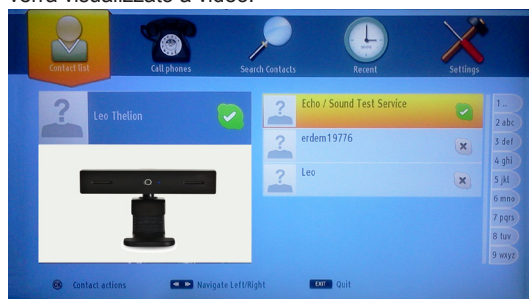 verrà visualizzato a video.
Contact list
Call phones
Search Contacts
Recent
Settings
Leo Thelion
Echo / Sound Test Service
erdem19776
Leo
1...
2 abc
3 def
4 ghi
5 jkl
6 mno
7 pqrs
8 tuv
9 wxyz
OK Contact actions
Navigate Left/Right
EXIT Quit